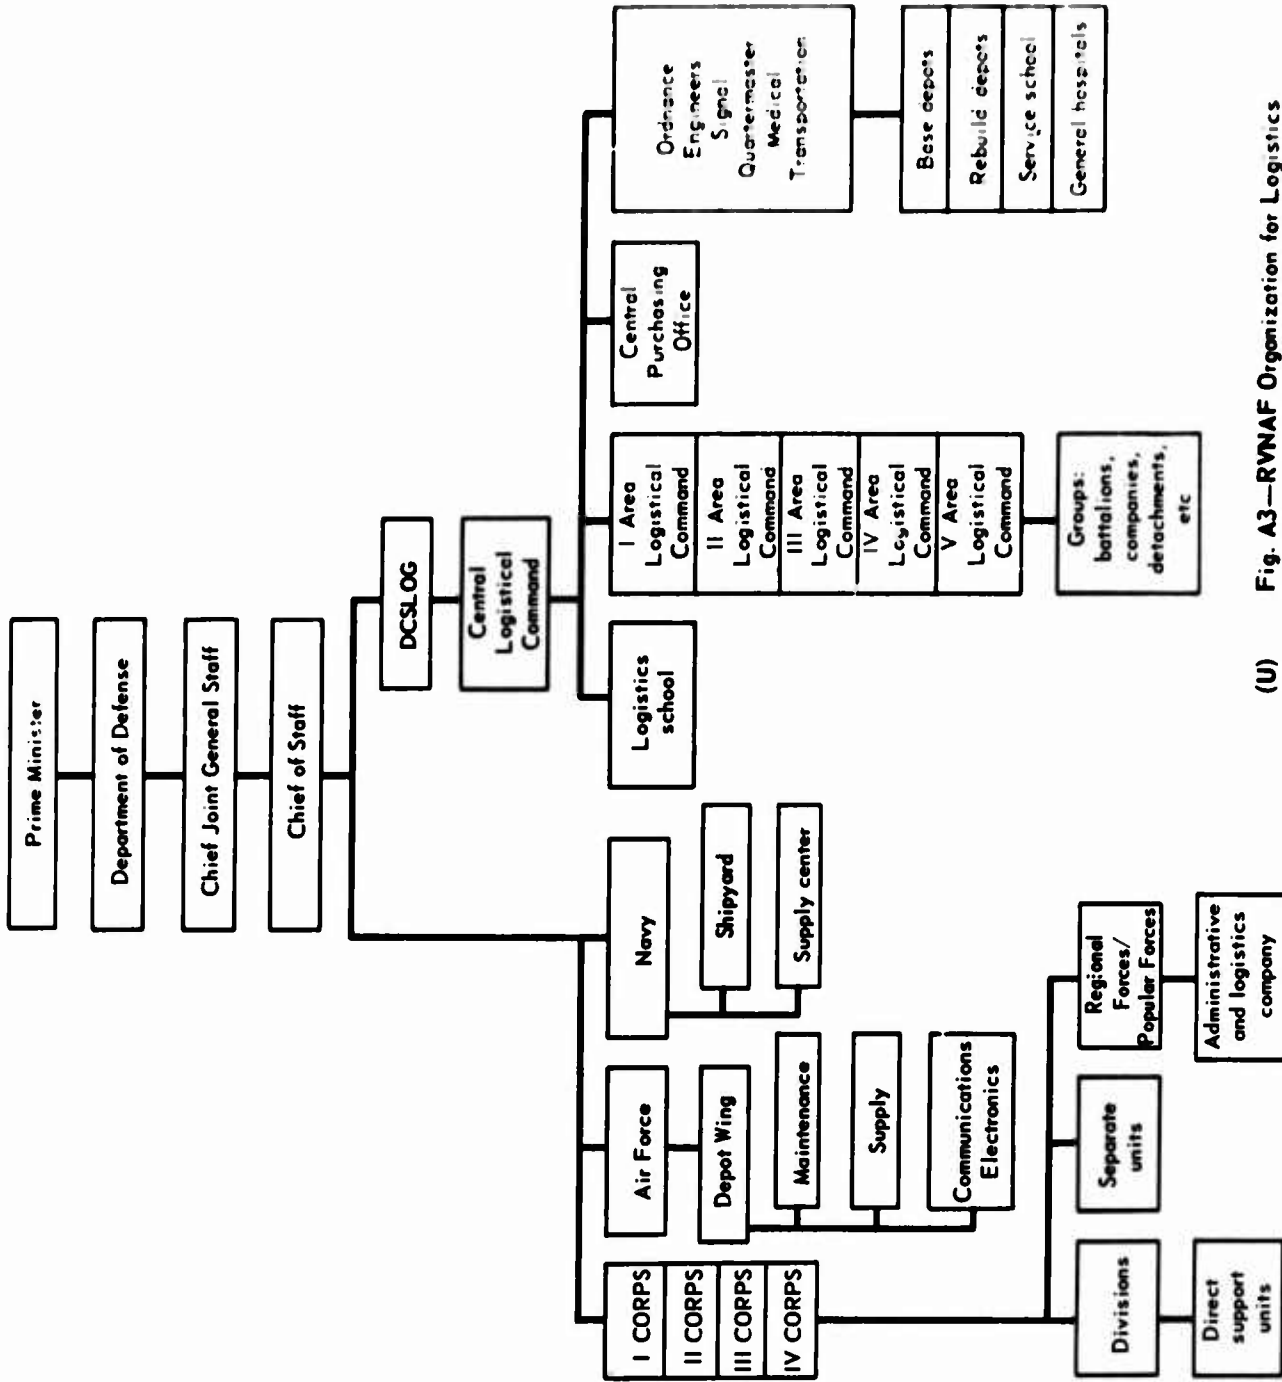 Prime Minister
Department of Defense
Chief Joint General Staff
Chief of Staff
DCSLOG
Central
Logistical
Command
I CORPS
II CORPS
III CORPS
IV CORPS
Air Force
Depot Wing
Maintenance
Supply
Communications
Electronics
Navy
Shipyard
Supply center
Logistics
school
I Area
Logistical
Command
II Area
Logistical
Command
III Area
Logistical
Command
IV Area
Logistical
Command
V Area
Logistical
Command
Groups:
battalions,
companies,
detachments,
etc
Central
Purchasing
Office
Ordnance
Engineers
Signal
Quartermaster
Medical
Transportation
Base depots
Rebuild depots
Service school
General hospitals
Divisions
Direct
support
units
Separate
units
Regional
Forces/
Popular Forces
Administrative
and logistics
company
(U) Fig. A3—RVNAF Organization for Logistics